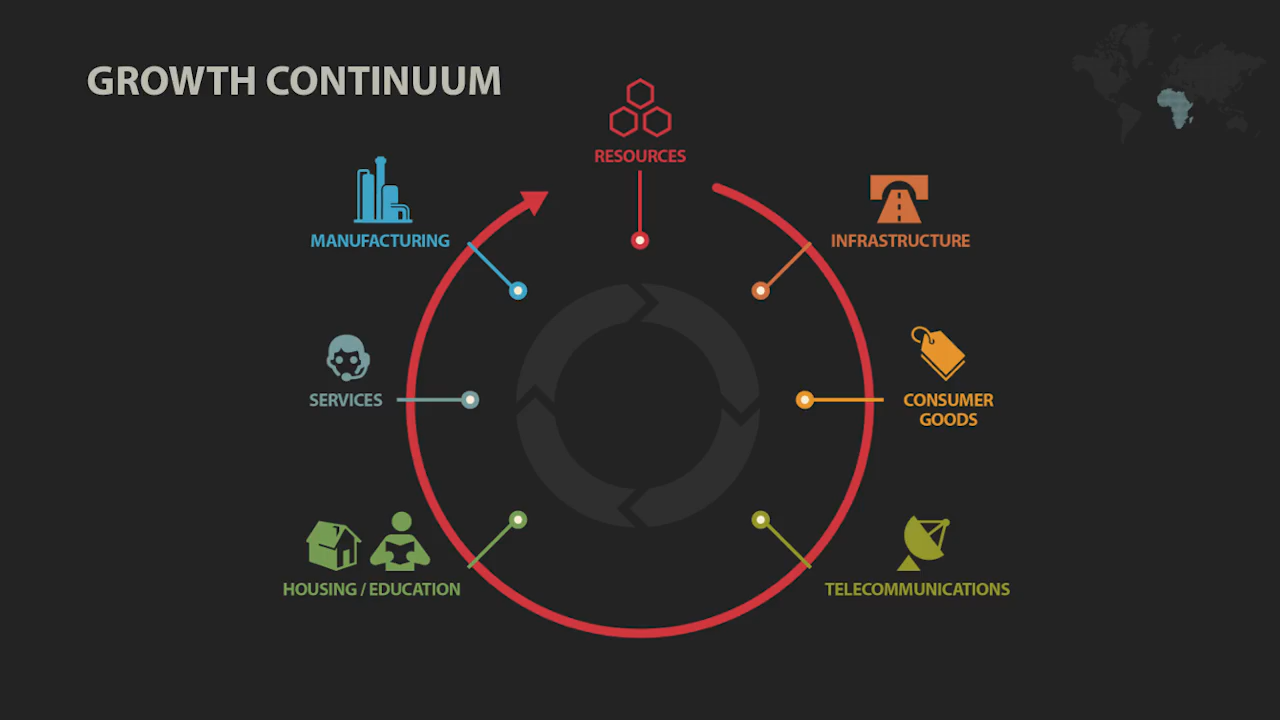 GROWTH CONTINUUM
RESOURCES
INFRASTRUCTURE
CONSUMER
GOODS
TELECOMMUNICATIONS
HOUSING / EDUCATION
SERVICES
MANUFACTURING